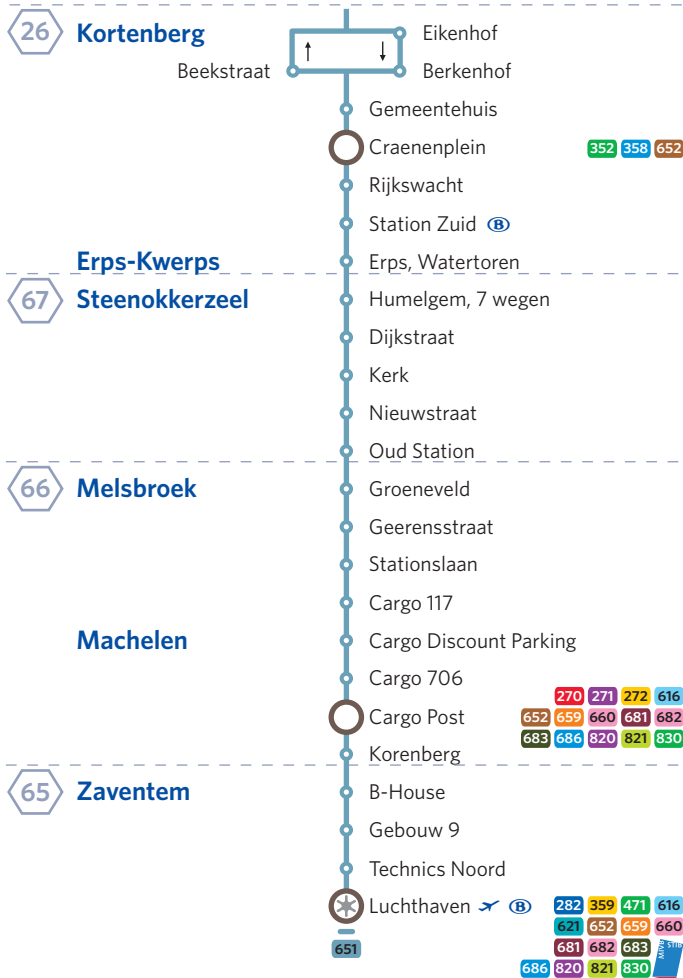 26 Kortenberg Eikenhof
Beekstraat Berkenhof
Gemeentehuis
Craenenplein 352 358 652
Rijkswacht
Station Zuid B
Erps-Kwerps Erps, Watertoren
67 Steenokkerzeel Humelgem, 7 wegen
Dijkstraat
Kerk
Nieuwstraat
Oud Station
66 Melsbroek Groeneveld
Geerensstraat
Stationslaan
Cargo 117
Machelen Cargo Discount Parking
Cargo 706
270 271 272 616
Cargo Post 652 659 660 681 682
683 686 820 821 830
Korenberg
65 Zaventem B-House
Gebouw 9
Technics Noord
Luchthaven B 282 359 471 616
621 652 659 660
651 681 682 683 MIVB STIB
686 820 821 830